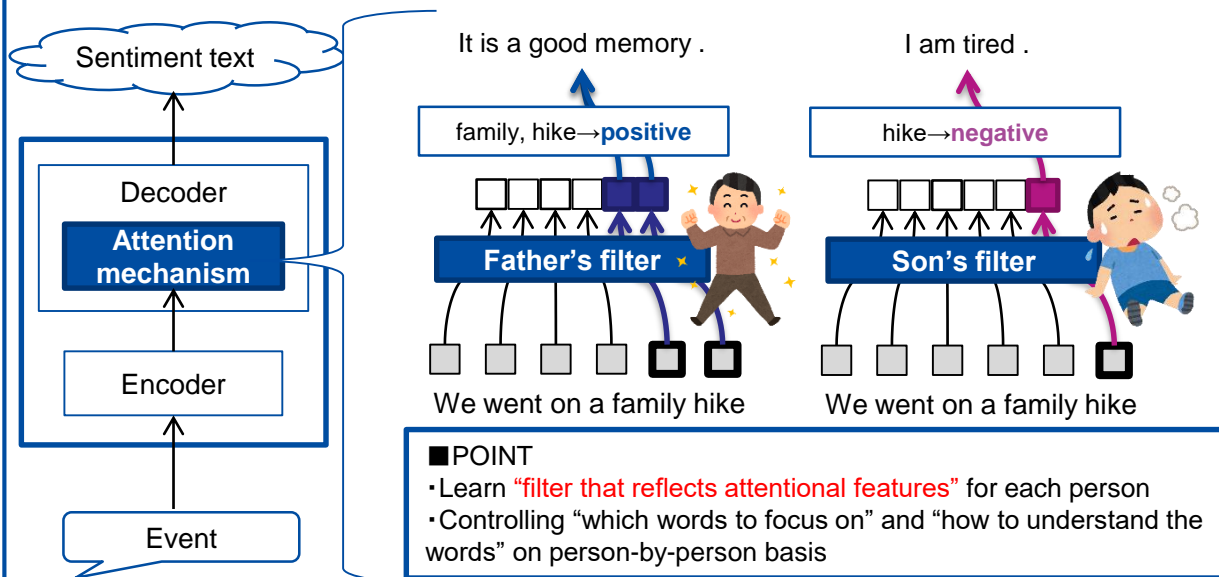 Sentiment text
Decoder
Attention
mechanism
Encoder
Event
It is a good memory .
family, hike→positive
Father's filter
We went on a family hike
I am tired .
hike→negative
Son's filter
We went on a family hike
■POINT
・Learn “filter that reflects attentional features” for each person
・Controlling “which words to focus on” and “how to understand the
words” on person-by-person basis